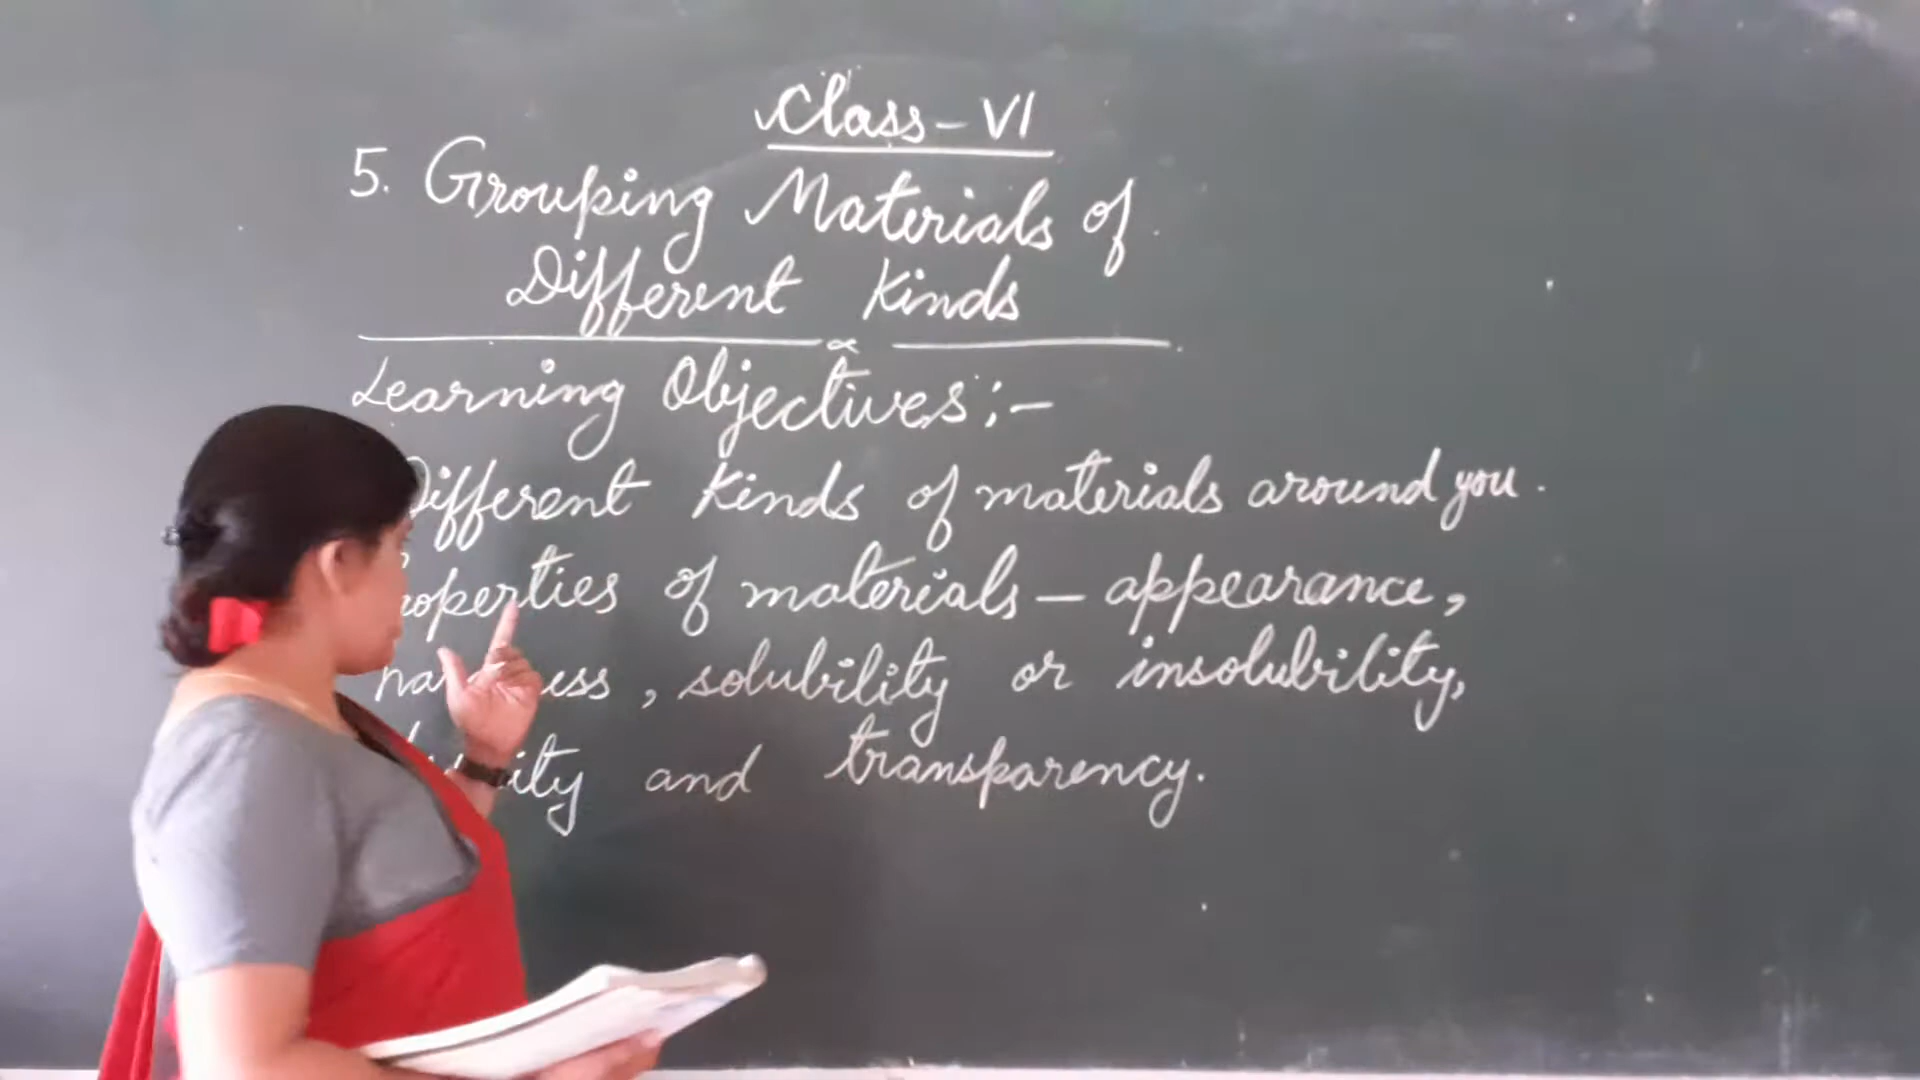 Class - VI
5. Grouping Materials of
Different Kinds
Learning Objectives :-
Different kinds of materials around you.
Properties of materials - appearance,
hardness, solubility or insolubility,
and transparency.